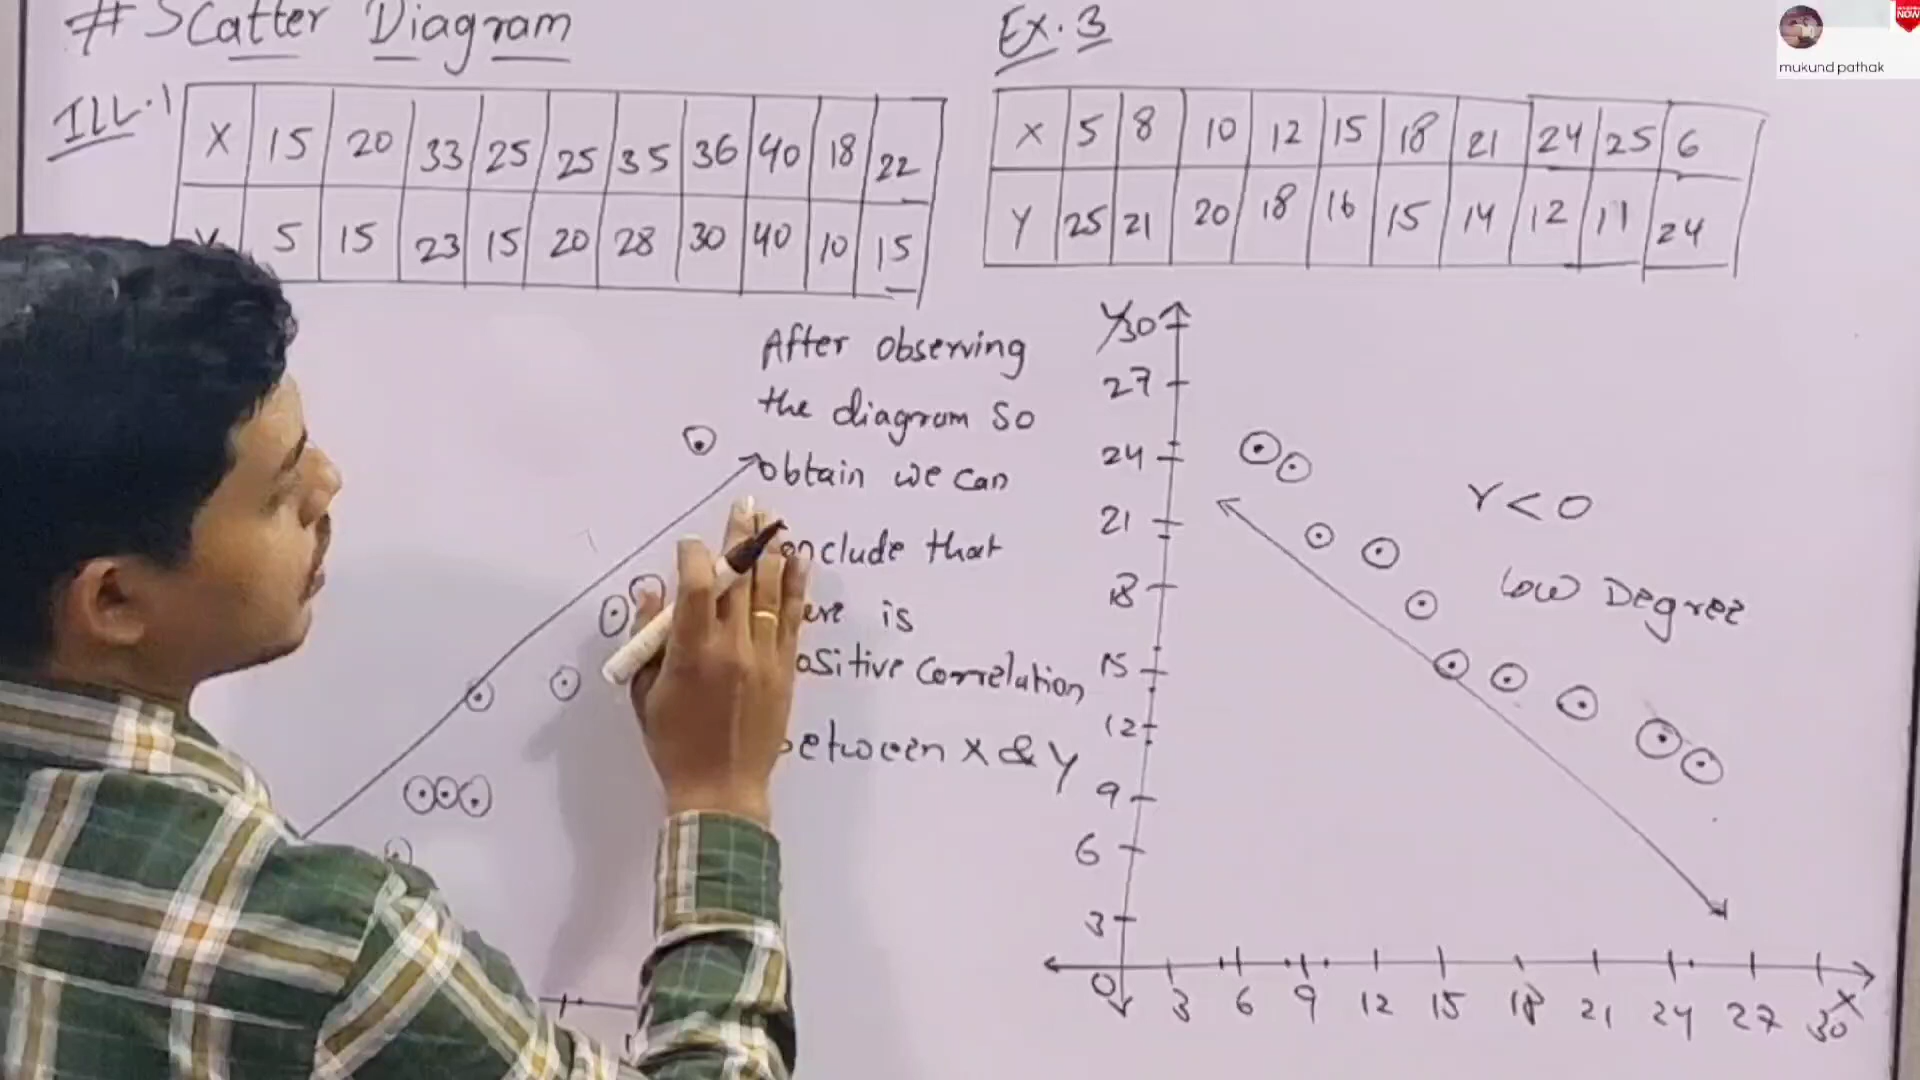 # Scatter Diagram
ILL.1
X 15 20 33 25 25 35 36 40 18 22
Y 5 15 23 15 20 28 30 40 10 15
After observing
the diagram so
obtain we can
onclude that
ere is
ositive Correlation
between X & Y
Ex.3
X 5 8 10 12 15 18 21 24 25 6
Y 25 21 20 18 16 15 14 12 11 24
Y
30
27
24
21
18
15
12
9
6
3
0 3 6 9 12 15 18 21 24 27 30 X
r < 0
Low Degree
NOW
mukund pathak